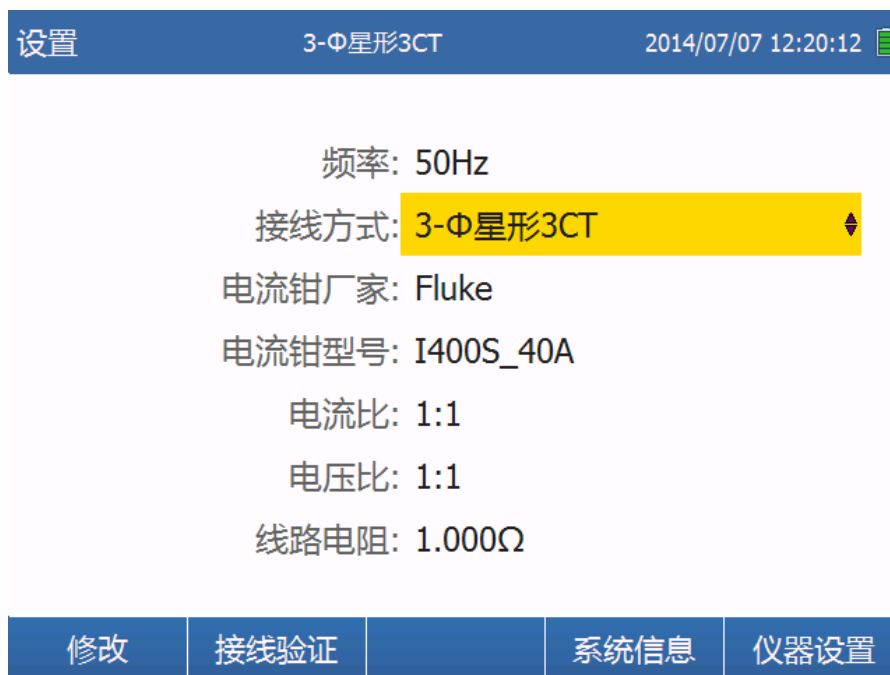 设置 3-Φ星形3CT 2014/07/07 12:20:12
频率: 50Hz
接线方式: 3-Φ星形3CT
电流钳厂家: Fluke
电流钳型号: I400S_40A
电流比: 1:1
电压比: 1:1
线路电阻: 1.000Ω
修改 接线验证 系统信息 仪器设置